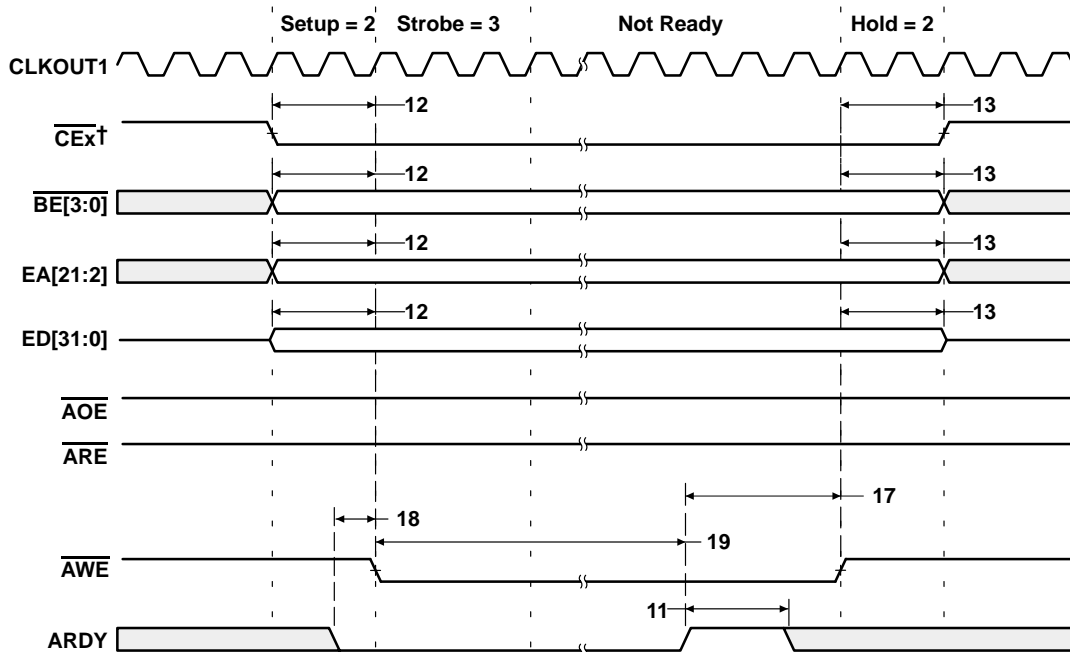 Setup = 2 Strobe = 3 Not Ready Hold = 2
CLKOUT1
12 13
CEx†
12 13
BE[3:0]
12 13
EA[21:2]
12 13
ED[31:0]
AOE
ARE
17
18
19
AWE
11
ARDY